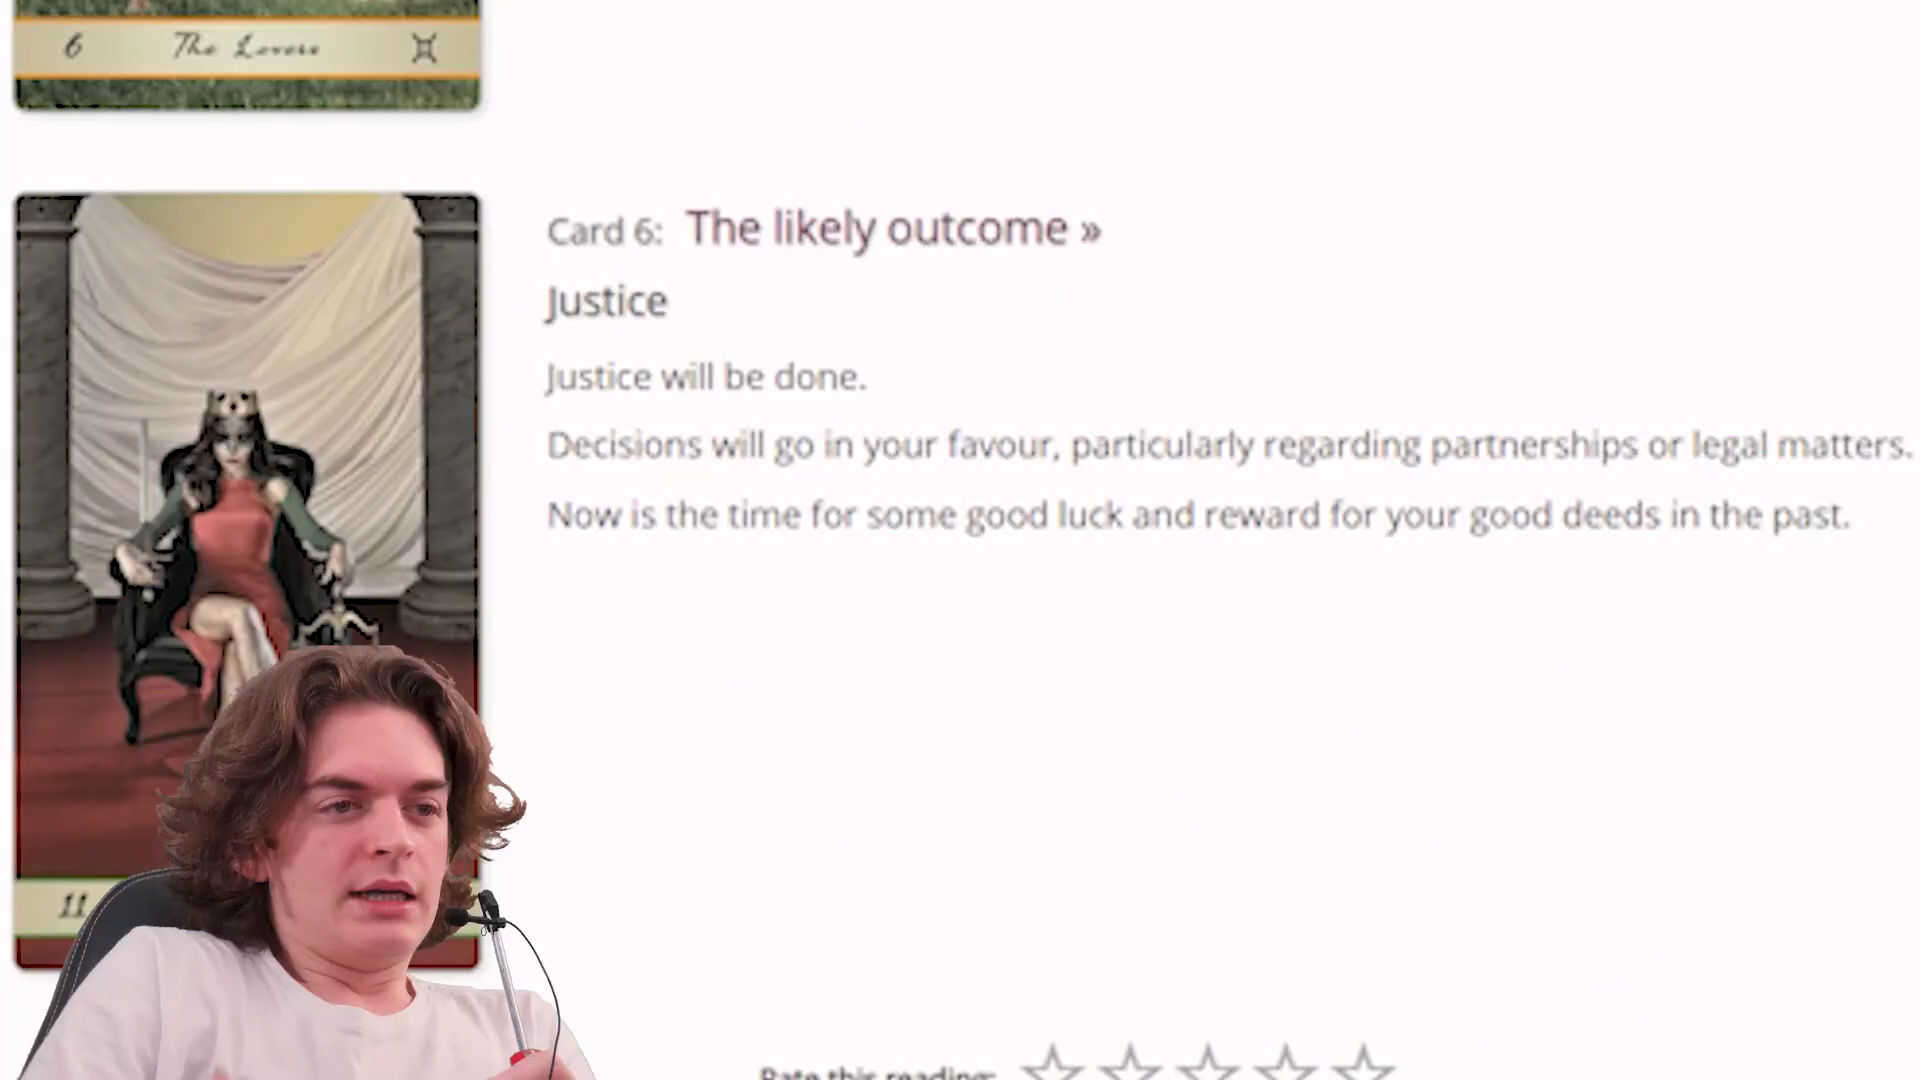 6 The Lovers
Card 6: The likely outcome »
Justice
Justice will be done.
Decisions will go in your favour, particularly regarding partnerships or legal matters.
Now is the time for some good luck and reward for your good deeds in the past.
11
Rate this reading: